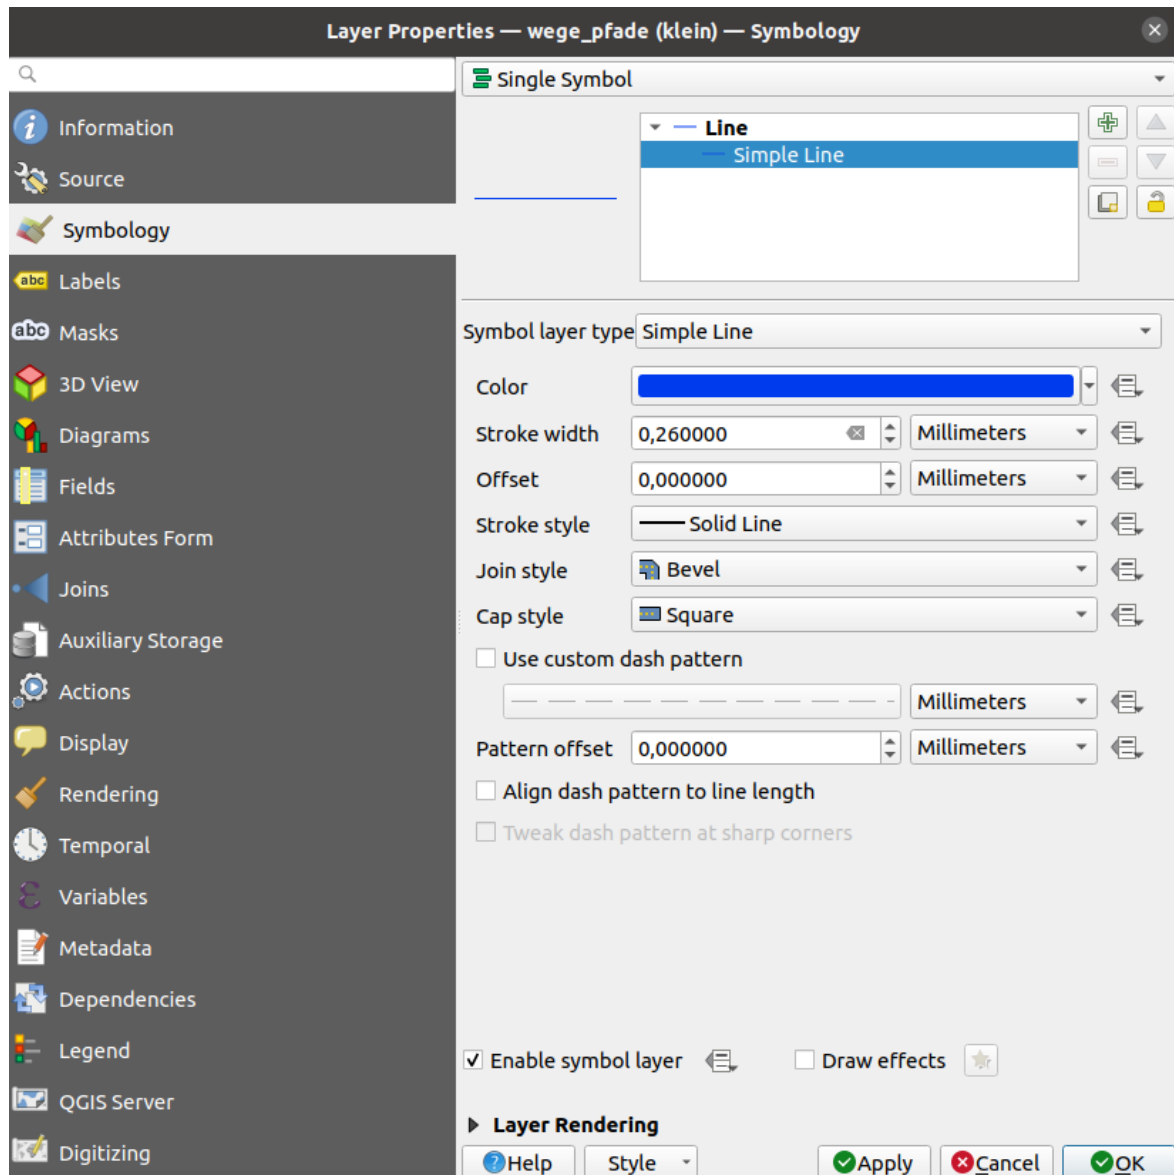 Layer Properties — wege_pfade (klein) — Symbology
Single Symbol
Information
Source
Symbology
Labels
Masks
3D View
Diagrams
Fields
Attributes Form
Joins
Auxiliary Storage
Actions
Display
Rendering
Temporal
Variables
Metadata
Dependencies
Legend
QGIS Server
Digitizing
Line
Simple Line
Symbol layer type Simple Line
Color
Stroke width 0,260000 Millimeters
Offset 0,000000 Millimeters
Stroke style Solid Line
Join style Bevel
Cap style Square
Use custom dash pattern
Millimeters
Pattern offset 0,000000 Millimeters
Align dash pattern to line length
Tweak dash pattern at sharp corners
Enable symbol layer Draw effects
Layer Rendering
Help Style Apply Cancel OK
abc
abc